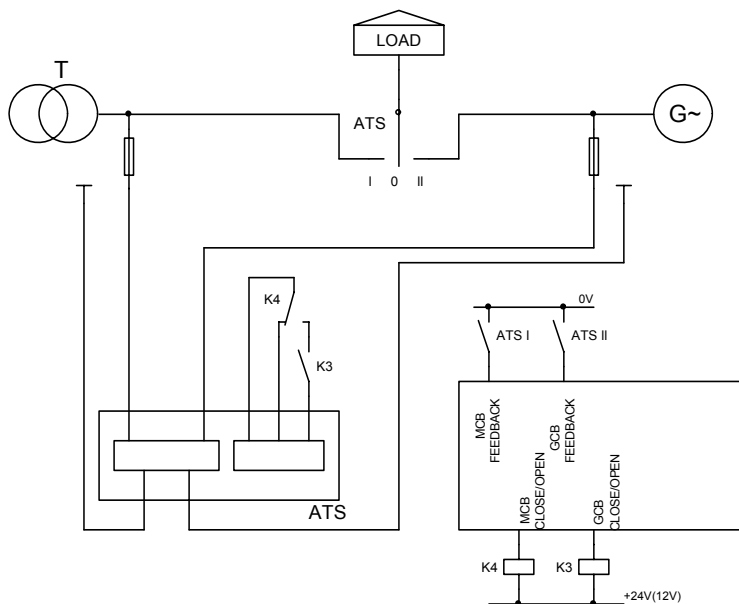 LOAD
T
ATS
G~
I 0 II
K4
K3
0V
ATS I
ATS II
MCB
FEEDBACK
GCB
FEEDBACK
MCB
CLOSE/OPEN
GCB
CLOSE/OPEN
ATS
K4
K3
+24V(12V)